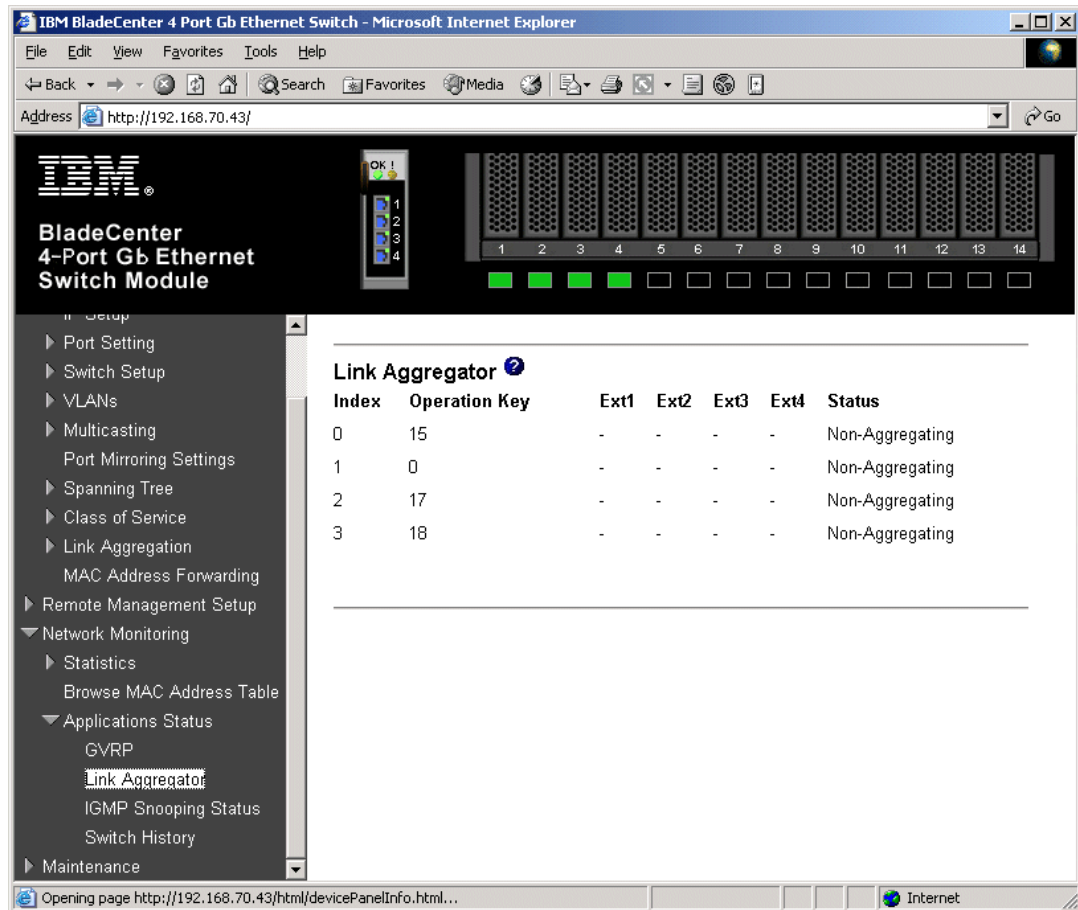 IBM BladeCenter 4 Port Gb Ethernet Switch - Microsoft Internet Explorer
File Edit View Favorites Tools Help
Back Search Favorites Media
Address http://192.168.70.43/ Go
IBM®
BladeCenter
4-Port Gb Ethernet
Switch Module
OK !
1
2
3
4
1 2 3 4 5 6 7 8 9 10 11 12 13 14
IP Setup
Port Setting
Switch Setup
VLANs
Multicasting
Port Mirroring Settings
Spanning Tree
Class of Service
Link Aggregation
MAC Address Forwarding
Remote Management Setup
Network Monitoring
Statistics
Browse MAC Address Table
Applications Status
GVRP
Link Aggregator
IGMP Snooping Status
Switch History
Maintenance
Link Aggregator ?
Index Operation Key Ext1 Ext2 Ext3 Ext4 Status
0 15 - - - - Non-Aggregating
1 0 - - - - Non-Aggregating
2 17 - - - - Non-Aggregating
3 18 - - - - Non-Aggregating
Opening page http://192.168.70.43/html/devicePanelInfo.html... Internet